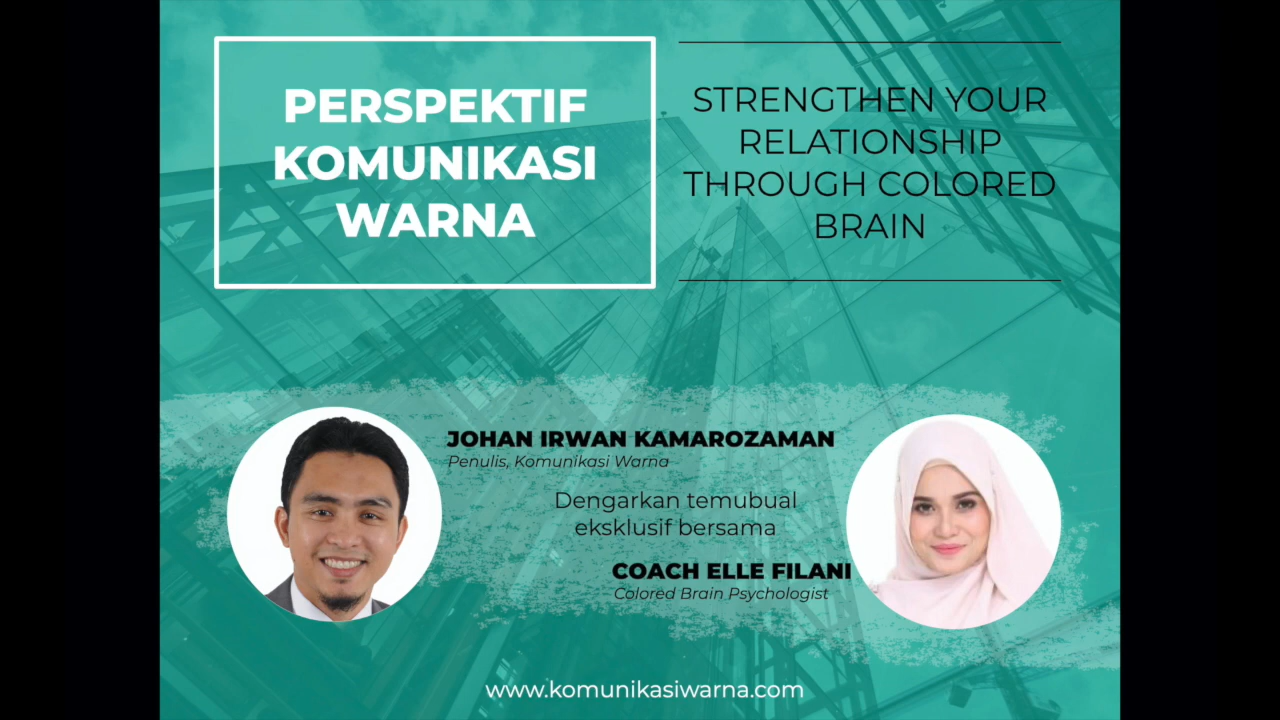 PERSPEKTIF
KOMUNIKASI
WARNA
STRENGTHEN YOUR
RELATIONSHIP
THROUGH COLORED
BRAIN
JOHAN IRWAN KAMAROZAMAN
Penulis, Komunikasi Warna
Dengarkan temubual
eksklusif bersama
COACH ELLE FILANI
Colored Brain Psychologist
www.komunikasiwarna.com